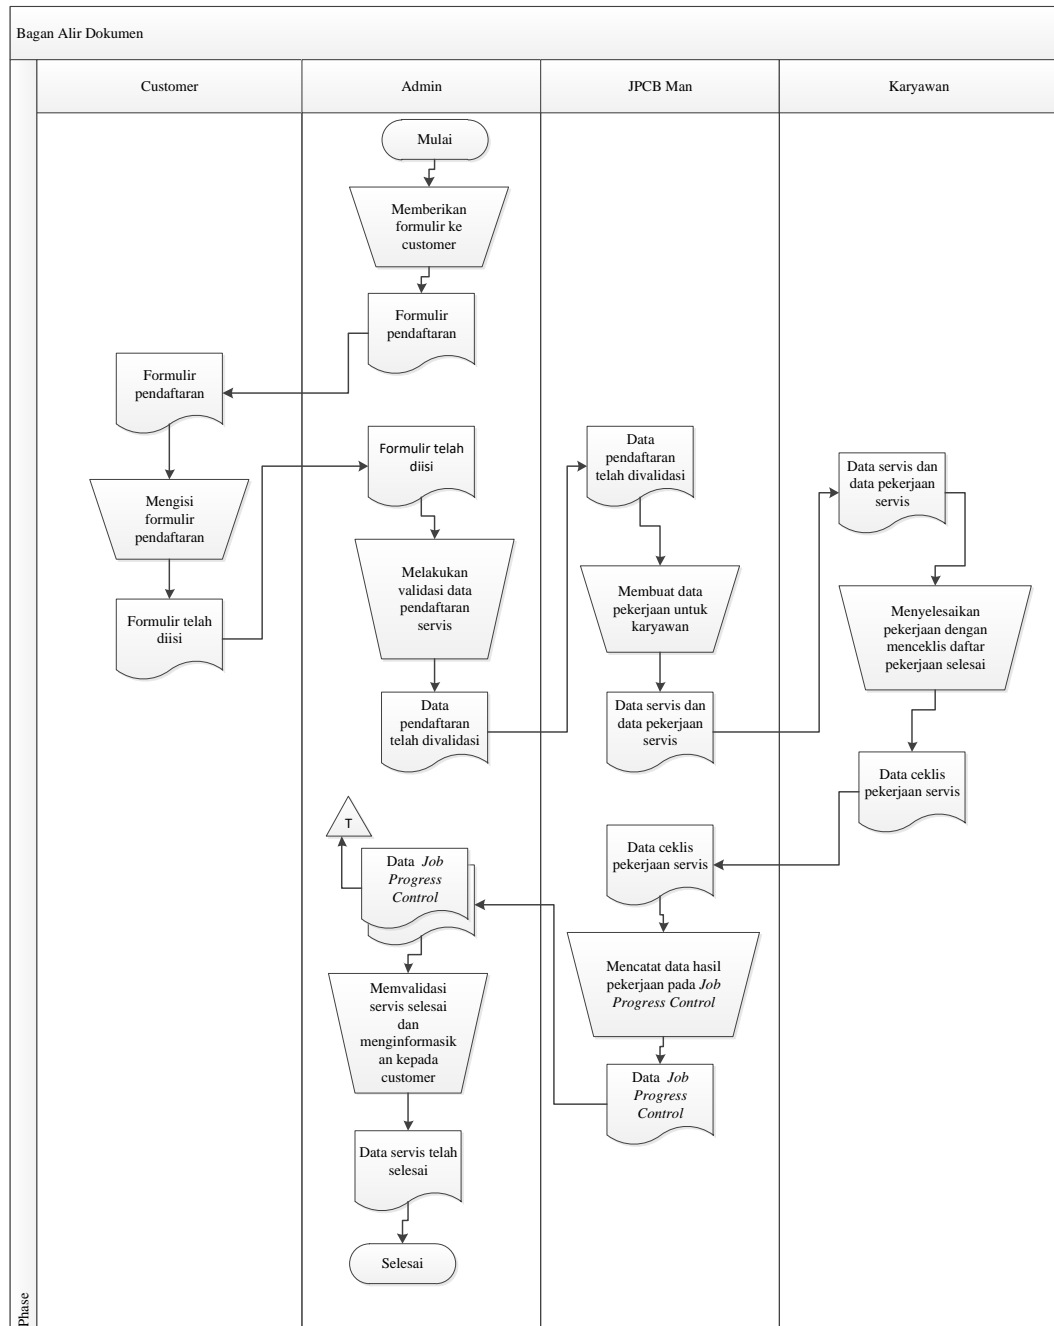 Bagan Alir Dokumen
Customer
Admin
JPCB Man
Karyawan
Mulai
Memberikan
formulir ke
customer
Formulir
pendaftaran
Formulir
pendaftaran
Mengisi
formulir
pendaftaran
Formulir telah
diisi
Formulir telah
diisi
Melakukan
validasi data
pendaftaran
servis
Data
pendaftaran
telah divalidasi
Data
pendaftaran
telah divalidasi
Membuat data
pekerjaan untuk
karyawan
Data servis dan
data pekerjaan
servis
Data servis dan
data pekerjaan
servis
Menyelesaikan
pekerjaan dengan
menceklis daftar
pekerjaan selesai
Data ceklis
pekerjaan servis
Data ceklis
pekerjaan servis
Mencatat data hasil
pekerjaan pada Job
Progress Control
Data Job
Progress
Control
T
Data Job
Progress
Control
Memvalidasi
servis selesai
dan
menginformasik
an kepada
customer
Data servis telah
selesai
Selesai
Phase